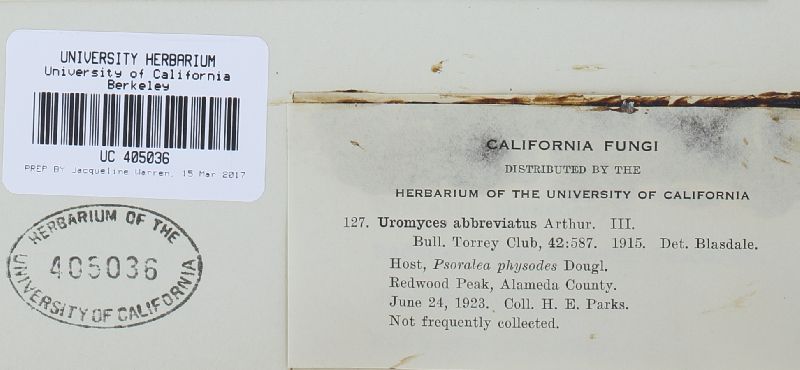 UNIVERSITY HERBARIUM
University of California
Berkeley
UC 405036
PREP BY Jacqueline Warren, 15 Mar 2017
HERBARIUM OF THE
405036
UNIVERSITY OF CALIFORNIA
CALIFORNIA FUNGI
DISTRIBUTED BY THE
HERBARIUM OF THE UNIVERSITY OF CALIFORNIA
127. Uromyces abbreviatus Arthur. III.
Bull. Torrey Club, 42:587. 1915. Det. Blasdale.
Host, Psoralea physodes Dougl.
Redwood Peak, Alameda County.
June 24, 1923. Coll. H. E. Parks.
Not frequently collected.